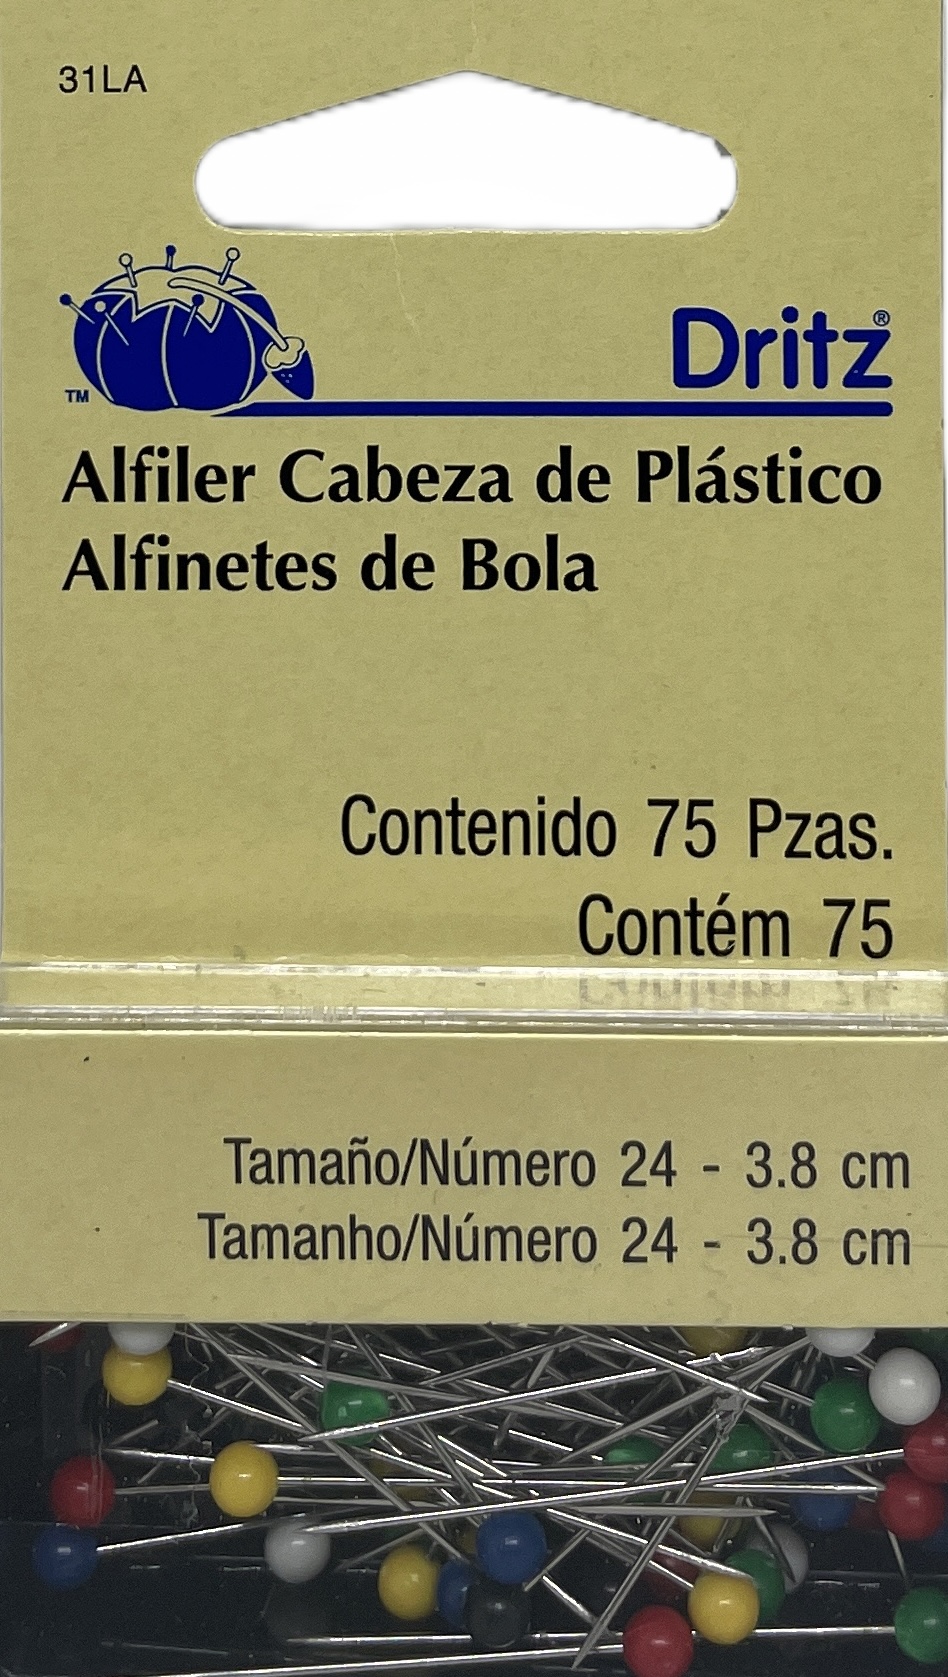 31LA
TM
Dritz®
Alfiler Cabeza de Plástico
Alfinetes de Bola
Contenido 75 Pzas.
Contém 75
Tamaño/Número 24 - 3.8 cm
Tamanho/Número 24 - 3.8 cm